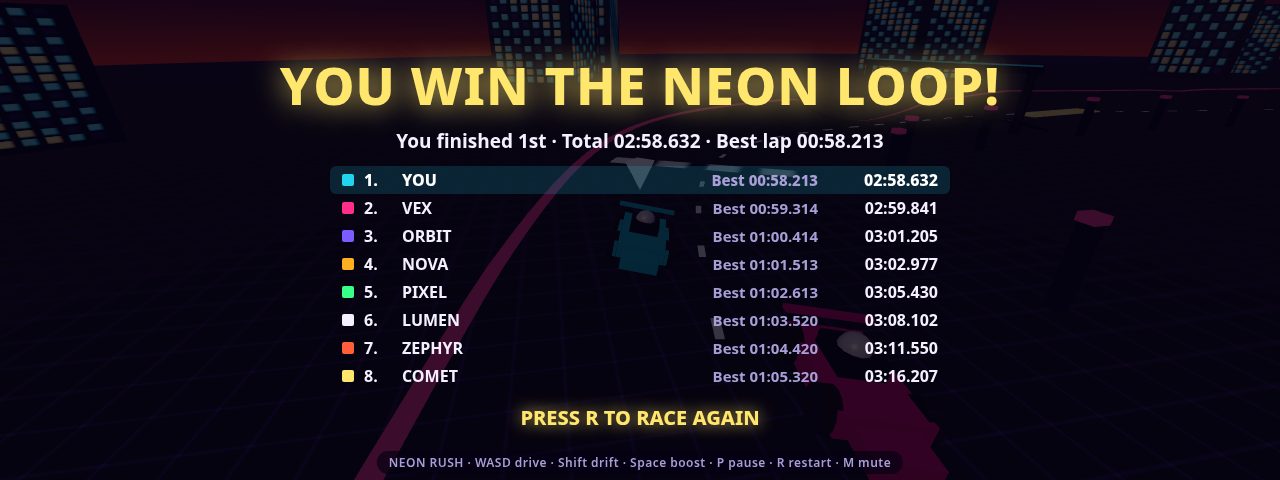 YOU WIN THE NEON LOOP!
You finished 1st · Total 02:58.632 · Best lap 00:58.213
1. YOU Best 00:58.213 02:58.632
2. VEX Best 00:59.314 02:59.841
3. ORBIT Best 01:00.414 03:01.205
4. NOVA Best 01:01.513 03:02.977
5. PIXEL Best 01:02.613 03:05.430
6. LUMEN Best 01:03.520 03:08.102
7. ZEPHYR Best 01:04.420 03:11.550
8. COMET Best 01:05.320 03:16.207
PRESS R TO RACE AGAIN
NEON RUSH · WASD drive · Shift drift · Space boost · P pause · R restart · M mute